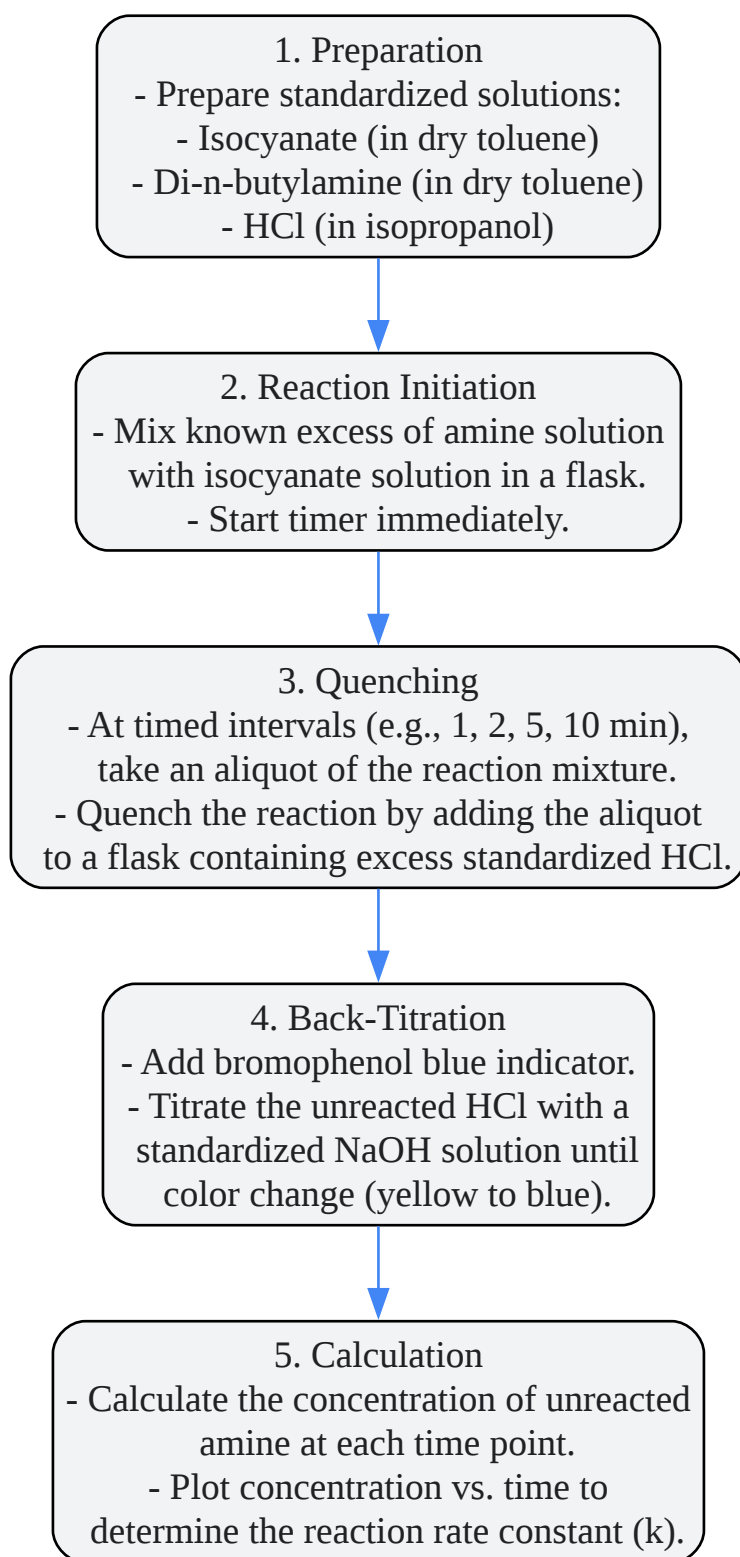 1. Preparation
- Prepare standardized solutions:
- Isocyanate (in dry toluene)
- Di-n-butylamine (in dry toluene)
- HCl (in isopropanol)
2. Reaction Initiation
- Mix known excess of amine solution
with isocyanate solution in a flask.
- Start timer immediately.
3. Quenching
- At timed intervals (e.g., 1, 2, 5, 10 min),
take an aliquot of the reaction mixture.
- Quench the reaction by adding the aliquot
to a flask containing excess standardized HCl.
4. Back-Titration
- Add bromophenol blue indicator.
- Titrate the unreacted HCl with a
standardized NaOH solution until
color change (yellow to blue).
5. Calculation
- Calculate the concentration of unreacted
amine at each time point.
- Plot concentration vs. time to
determine the reaction rate constant (k).